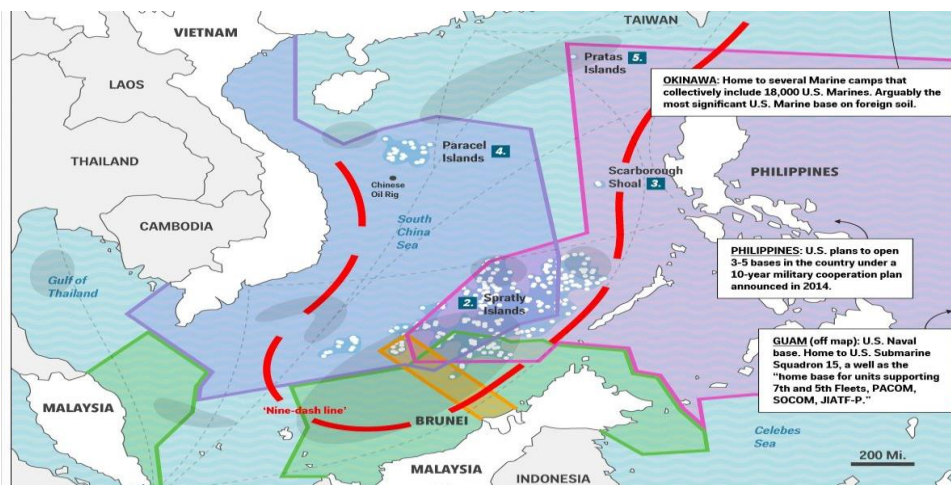 TAIWAN
VIETNAM
Pratas 5.
Islands
LAOS
OKINAWA: Home to several Marine camps that
collectively include 18,000 U.S. Marines. Arguably the
most significant U.S. Marine base on foreign soil.
Paracel 4.
Islands
THAILAND
Chinese
Oil Rig
Scarborough
Shoal 3.
PHILIPPINES
CAMBODIA
South
China
Sea
PHILIPPINES: U.S. plans to open
3-5 bases in the country under a
10-year military cooperation plan
announced in 2014.
Gulf of
Thailand
2. Spratly
Islands
GUAM (off map): U.S. Naval
base. Home to U.S. Submarine
Squadron 15, a well as the
“home base for units supporting
7th and 5th Fleets, PACOM,
SOCOM, JIATF-P.”
MALAYSIA
‘Nine-dash line’
BRUNEI
Celebes
Sea
MALAYSIA
INDONESIA
200 Mi.